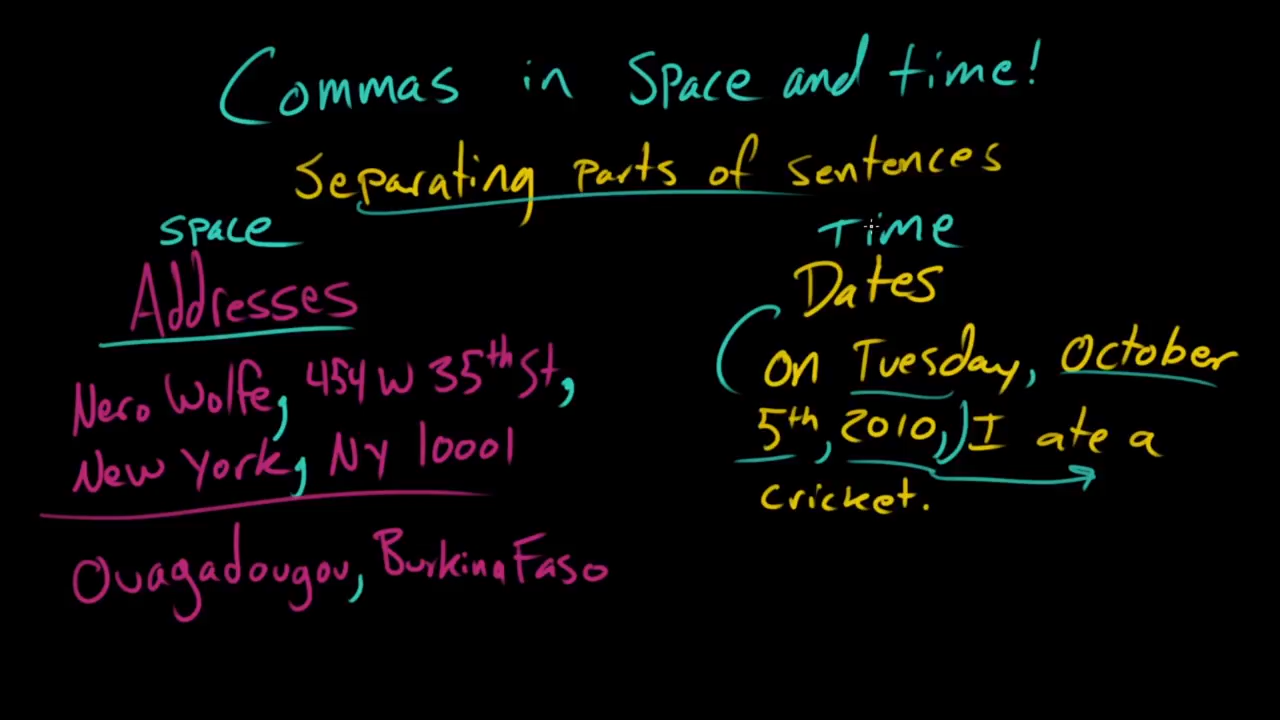 Commas in Space and time!
Separating parts of sentences
Space
Addresses
Nero Wolfe, 454 W 35th St,
New York, NY 10001
Ouagadougou, Burkina Faso
Time
Dates
(On Tuesday, October
5th, 2010,) I ate a
cricket.